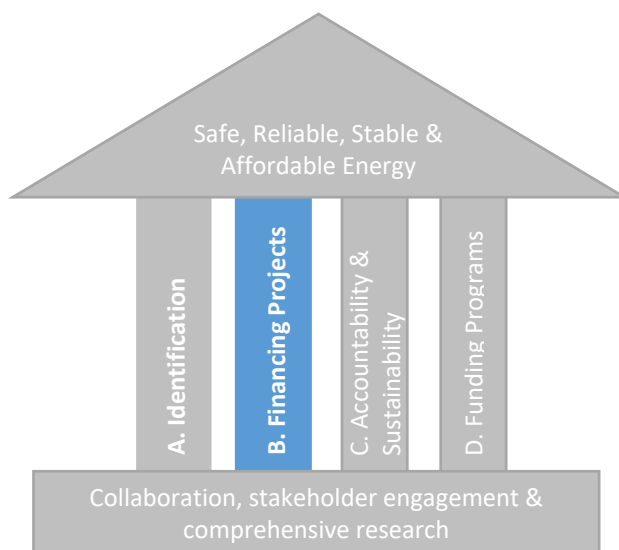 Safe, Reliable, Stable &
Affordable Energy
A. Identification
B. Financing Projects
C. Accountability &
Sustainability
D. Funding Programs
Collaboration, stakeholder engagement &
comprehensive research